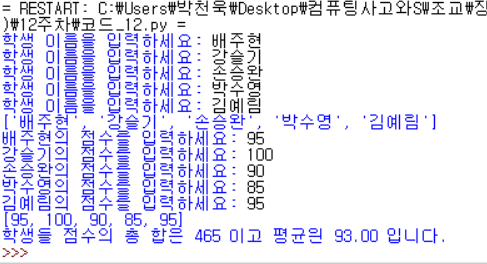 = RESTART: C:₩Users₩박천욱₩Desktop₩컴퓨팅사고와SW₩조교₩징
)₩12주차₩코드_12.py =
학생 이름을 입력하세요: 배주현
학생 이름을 입력하세요: 강슬기
학생 이름을 입력하세요: 손승완
학생 이름을 입력하세요: 박수영
학생 이름을 입력하세요: 김예림
['배주현', '강슬기', '손승완', '박수영', '김예림']
배주현의 점수를 입력하세요: 95
강슬기의 점수를 입력하세요: 100
손승완의 점수를 입력하세요: 90
박수영의 점수를 입력하세요: 85
김예림의 점수를 입력하세요: 95
[95, 100, 90, 85, 95]
학생들 점수의 총 합은 465 이고 평균원 93.00 입니다.
>>>